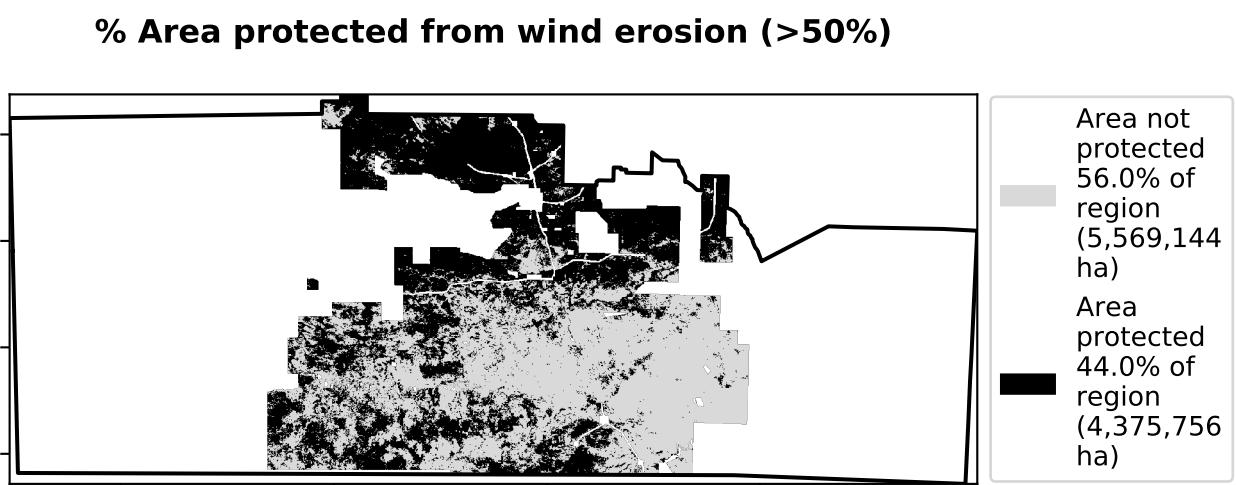 % Area protected from wind erosion (>50%)
Area not
protected
56.0% of
region
(5,569,144
ha)
Area
protected
44.0% of
region
(4,375,756
ha)